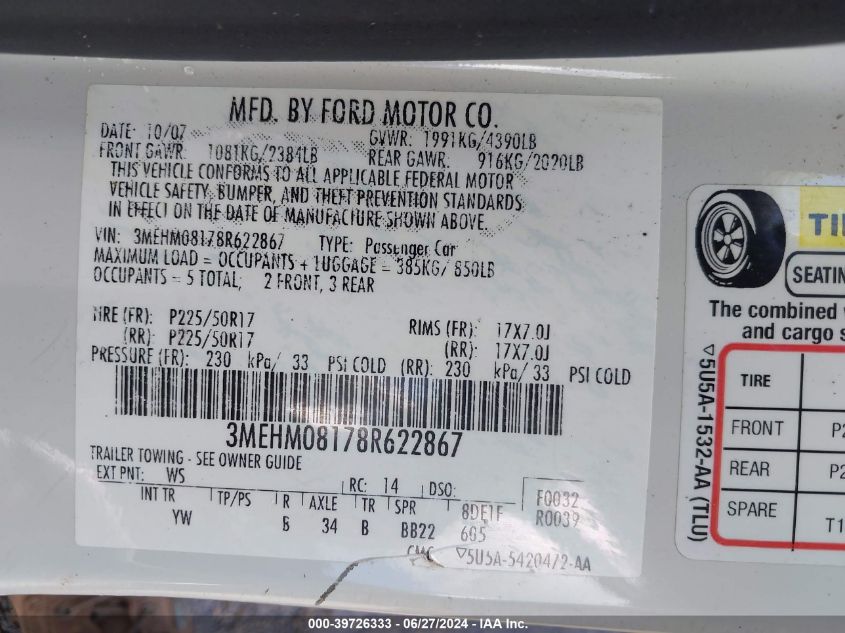 MFD. BY FORD MOTOR CO.
DATE: 10/07 GVWR: 1991KG/4390LB
FRONT GAWR: 1081KG/2384LB REAR GAWR: 916KG/2020LB
THIS VEHICLE CONFORMS TO ALL APPLICABLE FEDERAL MOTOR
VEHICLE SAFETY, BUMPER, AND THEFT PREVENTION STANDARDS
IN EFFECT ON THE DATE OF MANUFACTURE SHOWN ABOVE.
VIN: 3MEHM08178R622867 TYPE: Passenger Car
MAXIMUM LOAD = OCCUPANTS + LUGGAGE = 385KG/ 850LB
OCCUPANTS = 5 TOTAL; 2 FRONT, 3 REAR
TIRE (FR): P225/50R17 RIMS (FR): 17X7.0J
(RR): P225/50R17 (RR): 17X7.0J
PRESSURE (FR): 230 kPa/ 33 PSI COLD (RR): 230 kPa/ 33 PSI COLD
3MEHM08178R622867
TRAILER TOWING - SEE OWNER GUIDE
EXT PNT: WS RC: 14 DSO: F0032
INT TR TP/PS R AXLE TR SPR 8DE1F R0039
YW 34 B BB22 605
CMC ▽5U5A-5420472-AA
TI
SEATIN
The combined
and cargo s
TIRE
FRONT P2
REAR P2
SPARE T1
▽5U5A-1532-AA (TLU)
000-39726333 - 06/27/2024 - IAA Inc.